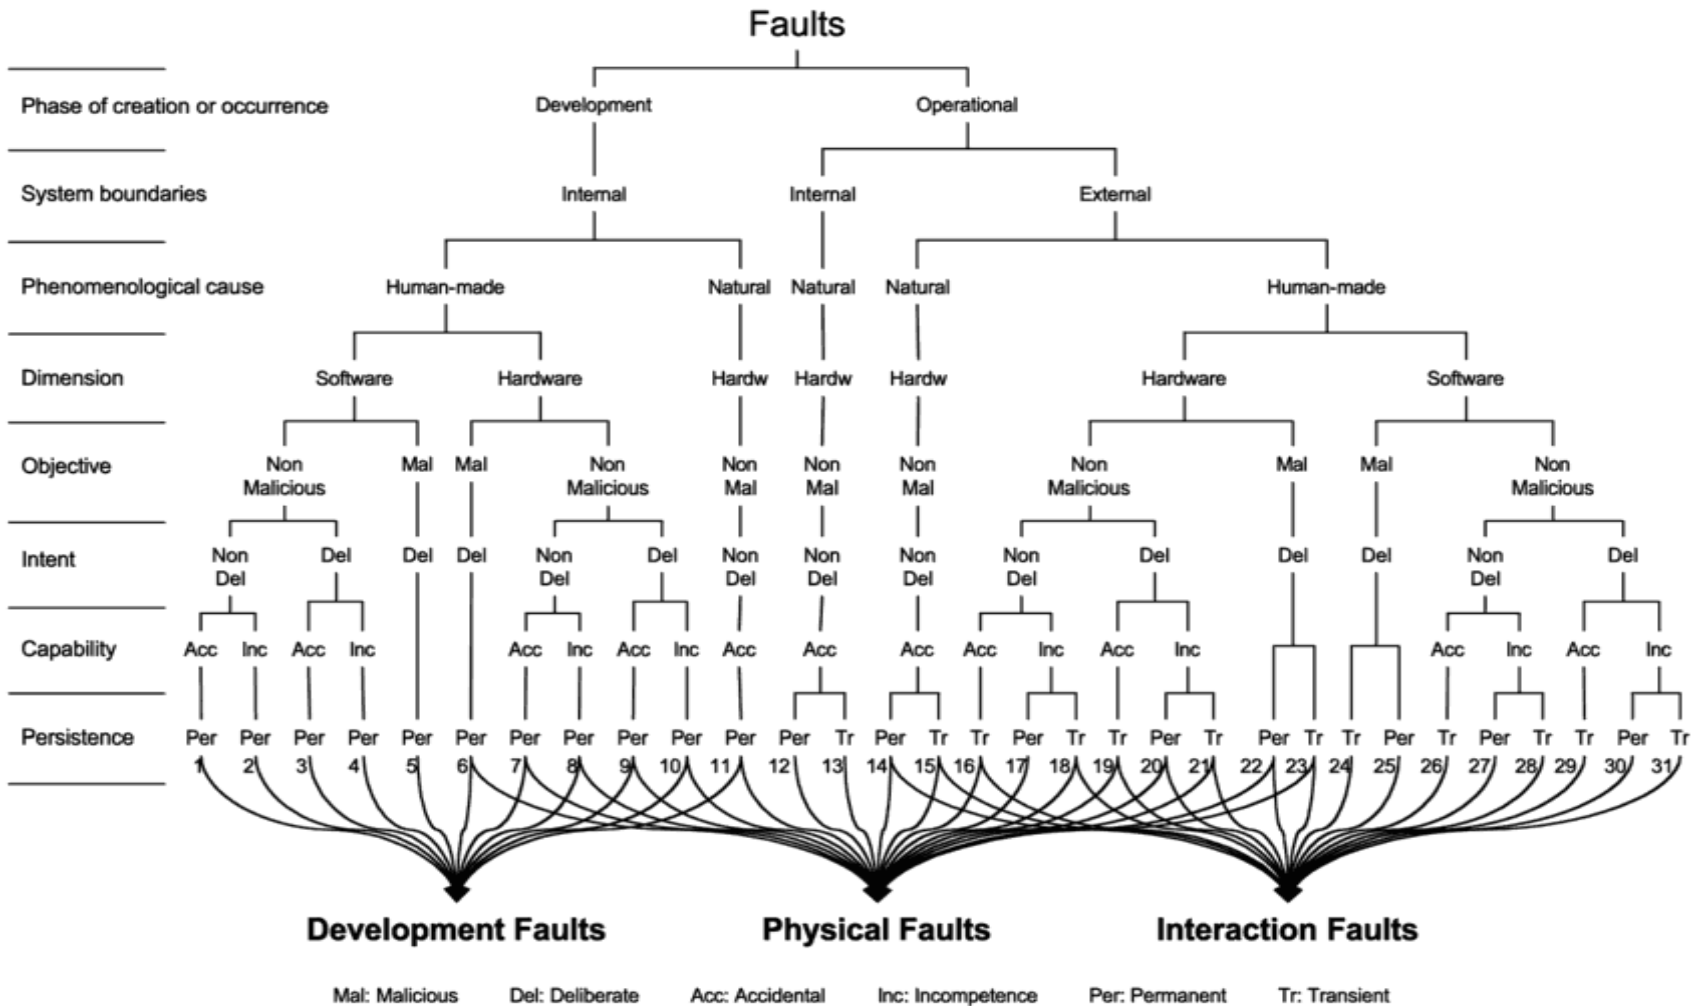 Faults
Phase of creation or occurrence Development Operational
System boundaries Internal Internal External
Phenomenological cause Human-made Natural Natural Natural Human-made
Dimension Software Hardware Hardw Hardw Hardw Hardware Software
Objective Non Mal Mal Non Non Non Non Non Mal Mal Non
Malicious Malicious Mal Mal Mal Malicious Malicious
Intent Non Del Del Del Non Del Non Non Non Non Del Del Del Non Del
Del Del Del Del Del Del Del
Capability Acc Inc Acc Inc Acc Inc Acc Inc Acc Acc Acc Acc Inc Acc Inc Acc Inc Acc Inc
Persistence Per Per Per Per Per Per Per Per Per Per Per Per Tr Per Tr Tr Per Tr Tr Per Tr Per Tr Tr Per Tr Per Tr Tr Per Tr
1 2 3 4 5 6 7 8 9 10 11 12 13 14 15 16 17 18 19 20 21 22 23 24 25 26 27 28 29 30 31
Development Faults Physical Faults Interaction Faults
Mal: Malicious Del: Deliberate Acc: Accidental Inc: Incompetence Per: Permanent Tr: Transient